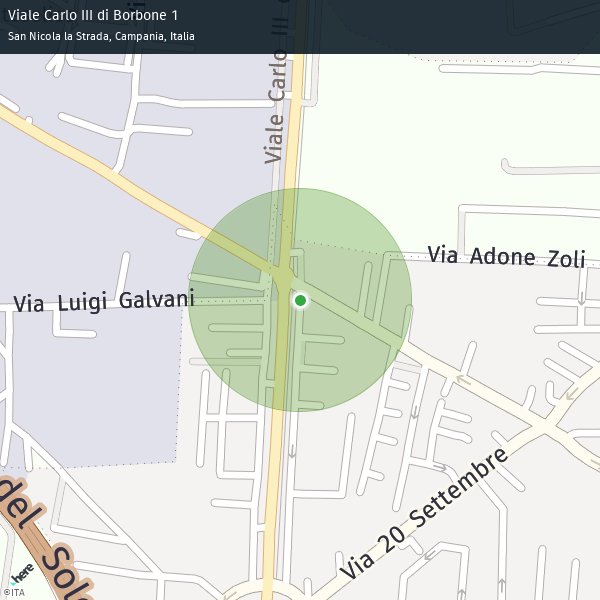 Viale Carlo III di Borbone 1
San Nicola la Strada, Campania, Italia
Viale Carlo III
Via Adone Zoli
Via Luigi Galvani
Via 20 Settembre
del Sole
here
©ITA